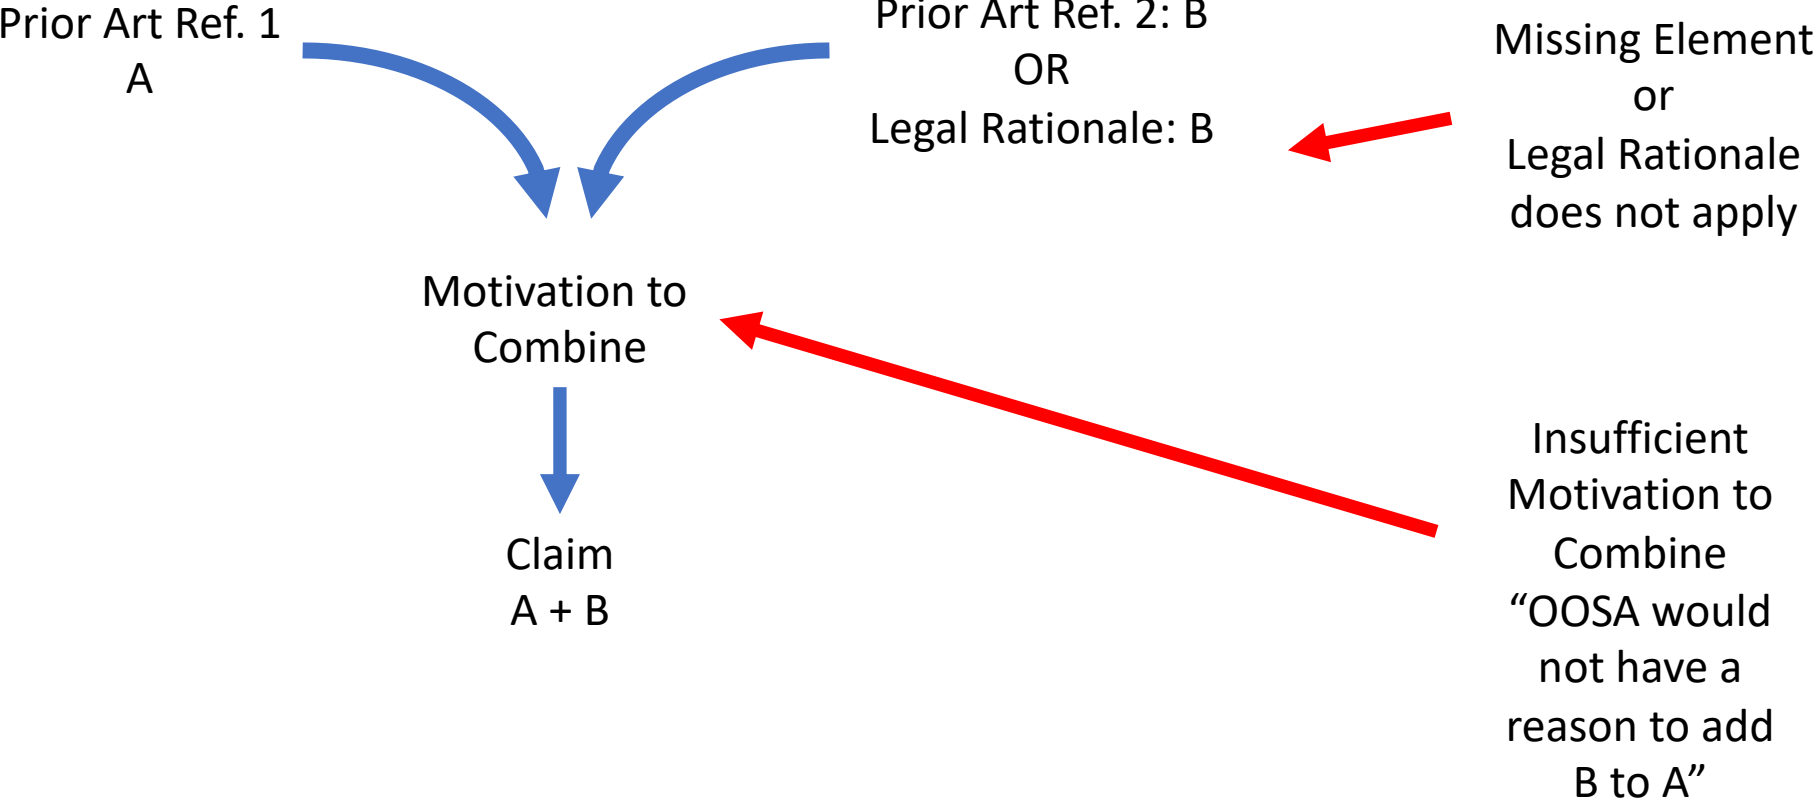 Prior Art Ref. 1
A
Prior Art Ref. 2: B
OR
Legal Rationale: B
Missing Element
or
Legal Rationale
does not apply
Motivation to
Combine
Claim
A + B
Insufficient
Motivation to
Combine
“OOSA would
not have a
reason to add
B to A”